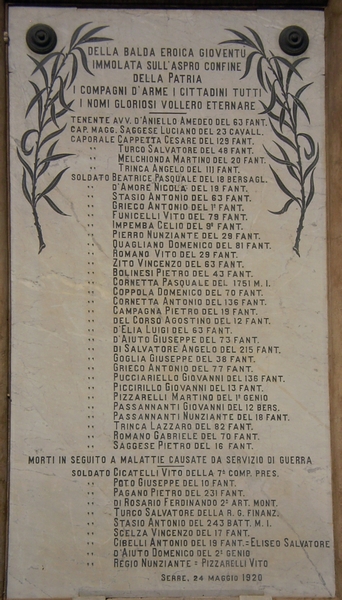 DELLA BALDA EROICA GIOVENTÙ
IMMOLATA SULL'ASPRO CONFINE
DELLA PATRIA
I COMPAGNI D'ARME I CITTADINI TUTTI
I NOMI GLORIOSI VOLLERO ETERNARE
TENENTE AVV. D'ANIELLO AMEDEO DEL 63 FANT.
CAP. MAGG. SAGGESE LUCIANO DEL 23 CAVALL.
CAPORALE CAPPETTA CESARE DEL 129 FANT.
" TURCO SALVATORE DEL 48 FANT.
" MELCHIONDA MARTINO DEL 20 FANT.
" TRINCA ANGELO DEL 111 FANT.
SOLDATO BEATRICE PASQUALE DEL 18 BERSAGL.
" D'AMORE NICOLA DEL 19 FANT.
" STASIO ANTONIO DEL 63 FANT.
" GRIECO ANTONIO DEL 1º FANT.
" FUNICELLI VITO DEL 79 FANT.
" IMPEMBA CELIO DEL 9º FANT.
" PIERRO NUNZIANTE DEL 29 FANT.
" QUAGLIANO DOMENICO DEL 81 FANT.
" ROMANO VITO DEL 29 FANT.
" ZITO VINCENZO DEL 63 FANT.
" BOLINESI PIETRO DEL 43 FANT.
" CORNETTA PASQUALE DEL 1751 M. I.
" COPPOLA DOMENICO DEL 70 FANT.
" CORNETTA ANTONIO DEL 136 FANT.
" CAMPAGNA PIETRO DEL 19 FANT.
" DEL CORSO AGOSTINO DEL 12 FANT.
" D'ELIA LUIGI DEL 63 FANT.
" D'AIUTO GIUSEPPE DEL 73 FANT.
" DI SALVATORE ANGELO DEL 215 FANT.
" GOGLIA GIUSEPPE DEL 38 FANT.
" GRIECO ANTONIO DEL 77 FANT.
" PUCCIARIELLO GIOVANNI DEL 136 FANT.
" PICCIRILLO GIOVANNI DEL 13 FANT.
" PIZZARELLI MARTINO DEL 1º GENIO
" PASSANNANTI GIOVANNI DEL 12 BERS.
" PASSANNANTI NUNZIANTE DEL 18 FANT.
" TRINCA LAZZARO DEL 82 FANT.
" ROMANO GABRIELE DEL 70 FANT.
" SAGGESE PIETRO DEL 16 FANT.
MORTI IN SEGUITO A MALATTIE CAUSATE DA SERVIZIO DI GUERRA
SOLDATO CICATELLI VITO DELLA 7ª COMP. PRES.
" POTO GIUSEPPE DEL 10 FANT.
" PAGANO PIETRO DEL 231 FANT.
" DI ROSARIO FERDINANDO 2º ART. MONT.
" TURCO SALVATORE DELLA R. G. FINANZ.
" STASIO ANTONIO DEL 243 BATT. M. I.
" SCELZA VINCENZO DEL 17 FANT.
" CIBELLI ANTONIO DEL 19 FANT. = ELISEO SALVATORE
" D'AIUTO DOMENICO DEL 2º GENIO
" REGIO NUNZIANTE = PIZZARELLI VITO
SERRE, 24 MAGGIO 1920